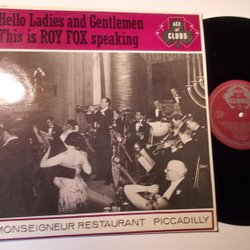 Hello Ladies and Gentlemen
This is ROY FOX speaking
ACE of
CLUBS
MONSEIGNEUR RESTAURANT PICCADILLY